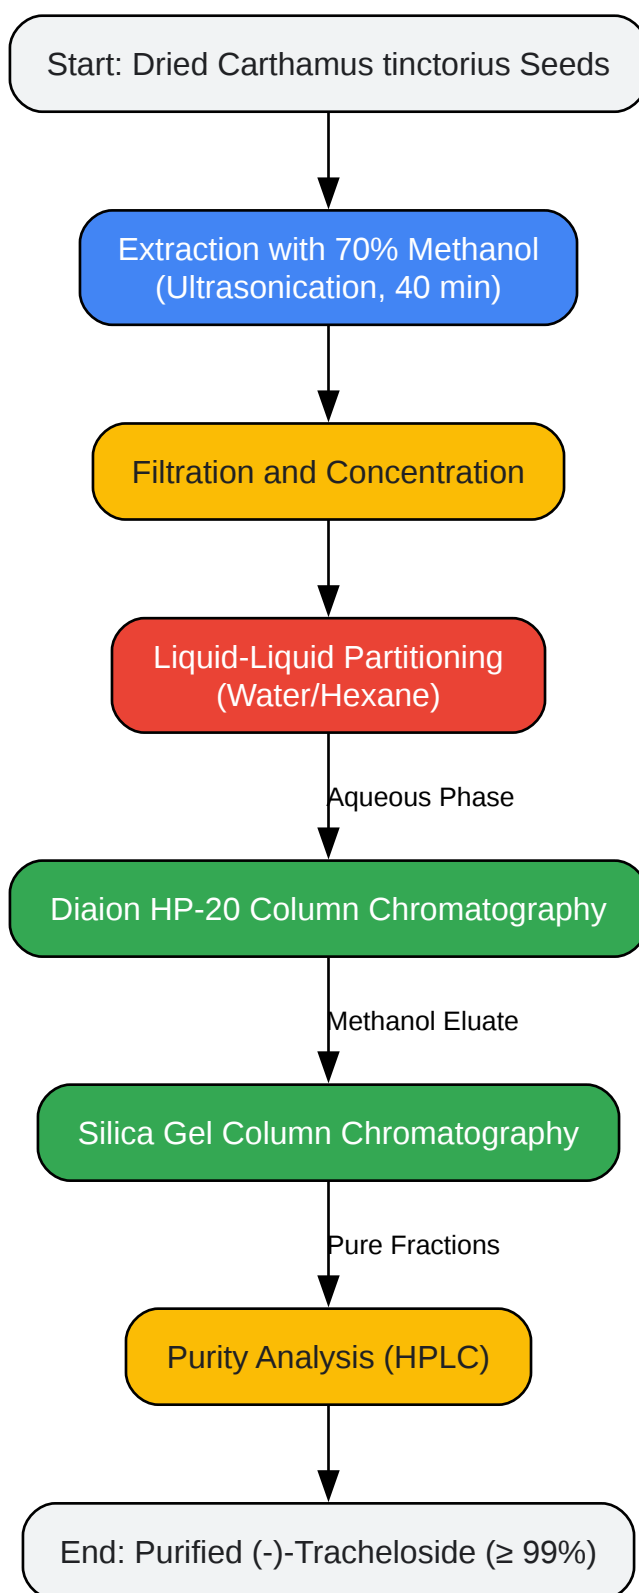 Start: Dried Carthamus tinctorius Seeds
Extraction with 70% Methanol
(Ultrasonication, 40 min)
Filtration and Concentration
Liquid-Liquid Partitioning
(Water/Hexane)
Aqueous Phase
Diaion HP-20 Column Chromatography
Methanol Eluate
Silica Gel Column Chromatography
Pure Fractions
Purity Analysis (HPLC)
End: Purified (-)-Tracheloside (≥ 99%)